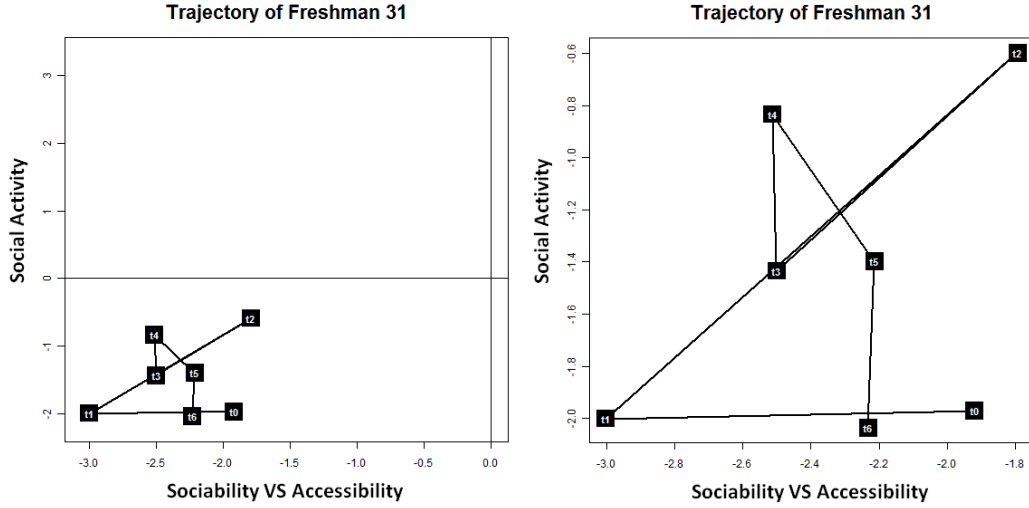 Trajectory of Freshman 31
Social Activity
3
2
1
0
-1
-2
t2
t4
t3
t5
t1
t6
t0
-3.0 -2.5 -2.0 -1.5 -1.0 -0.5 0.0
Sociability VS Accessibility
Trajectory of Freshman 31
Social Activity
-0.6
-0.8
-1.0
-1.2
-1.4
-1.6
-1.8
-2.0
t2
t4
t5
t3
t0
t1
t6
-3.0 -2.8 -2.6 -2.4 -2.2 -2.0 -1.8
Sociability VS Accessibility